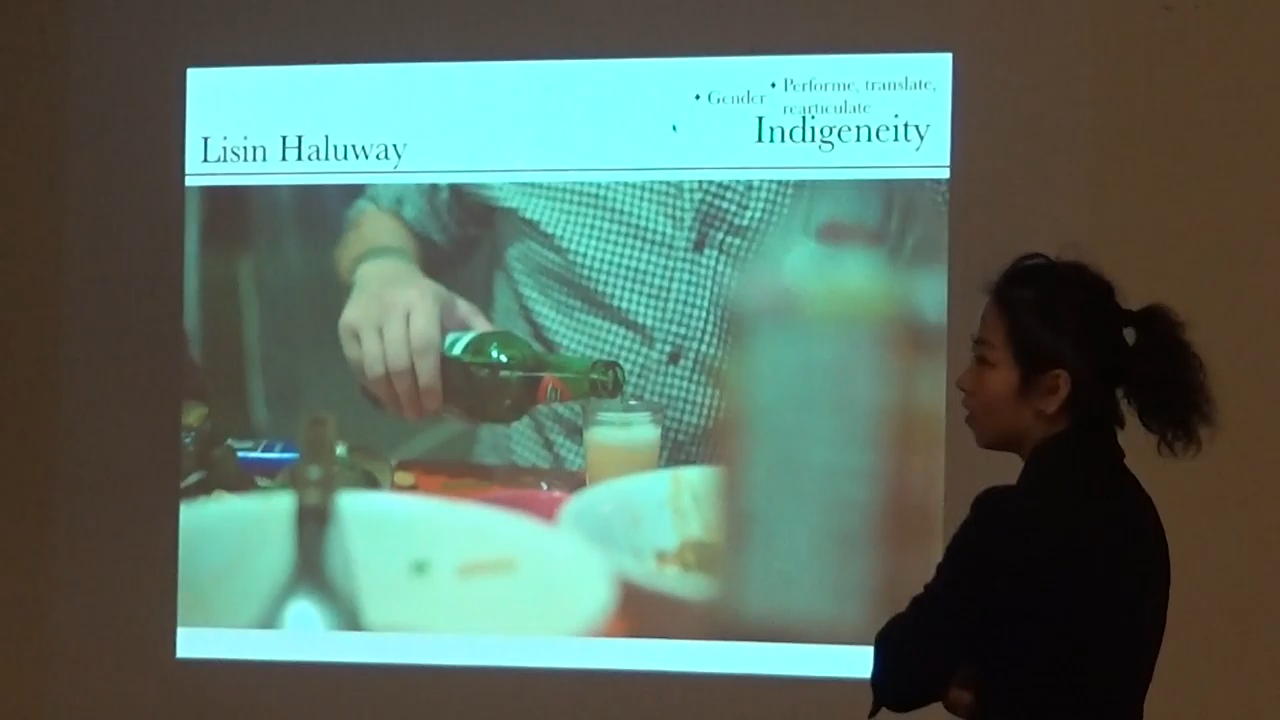 Lisin Haluway
• Gender
• Performe, translate,
rearticulate
Indigeneity